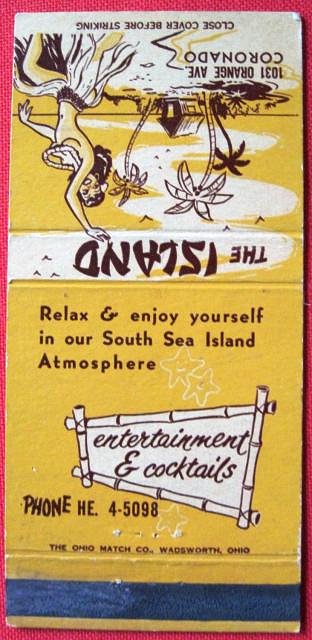 CLOSE COVER BEFORE STRIKING
1031 ORANGE AVE.
CORONADO
THE ISLAND
Relax & enjoy yourself
in our South Sea Island
Atmosphere
entertainment
& cocktails
PHONE HE. 4-5098
THE OHIO MATCH CO., WADSWORTH, OHIO